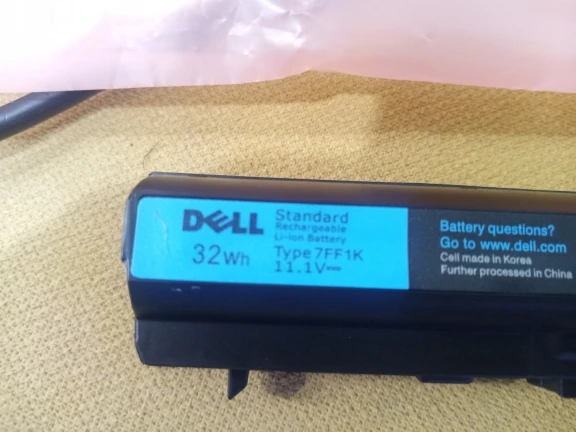 DELL
32Wh
Standard
Rechargeable
Li-ion Battery
Type 7FF1K
11.1V⎓
Battery questions?
Go to www.dell.com
Cell made in Korea
Further processed in China